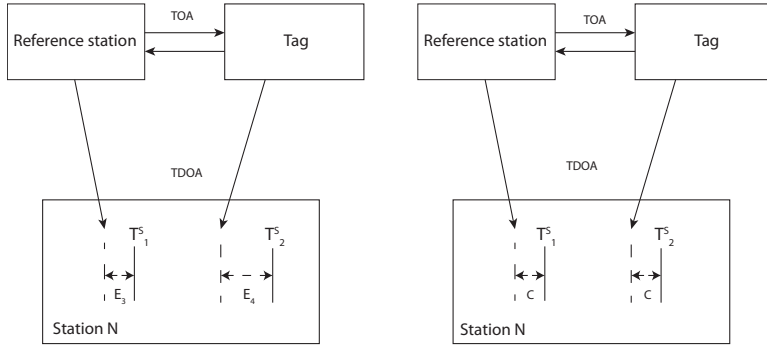 TOA
Reference station
Tag
TDOA
T^S_1
T^S_2
E_3
E_4
Station N
TOA
Reference station
Tag
TDOA
T^S_1
T^S_2
C
C
Station N